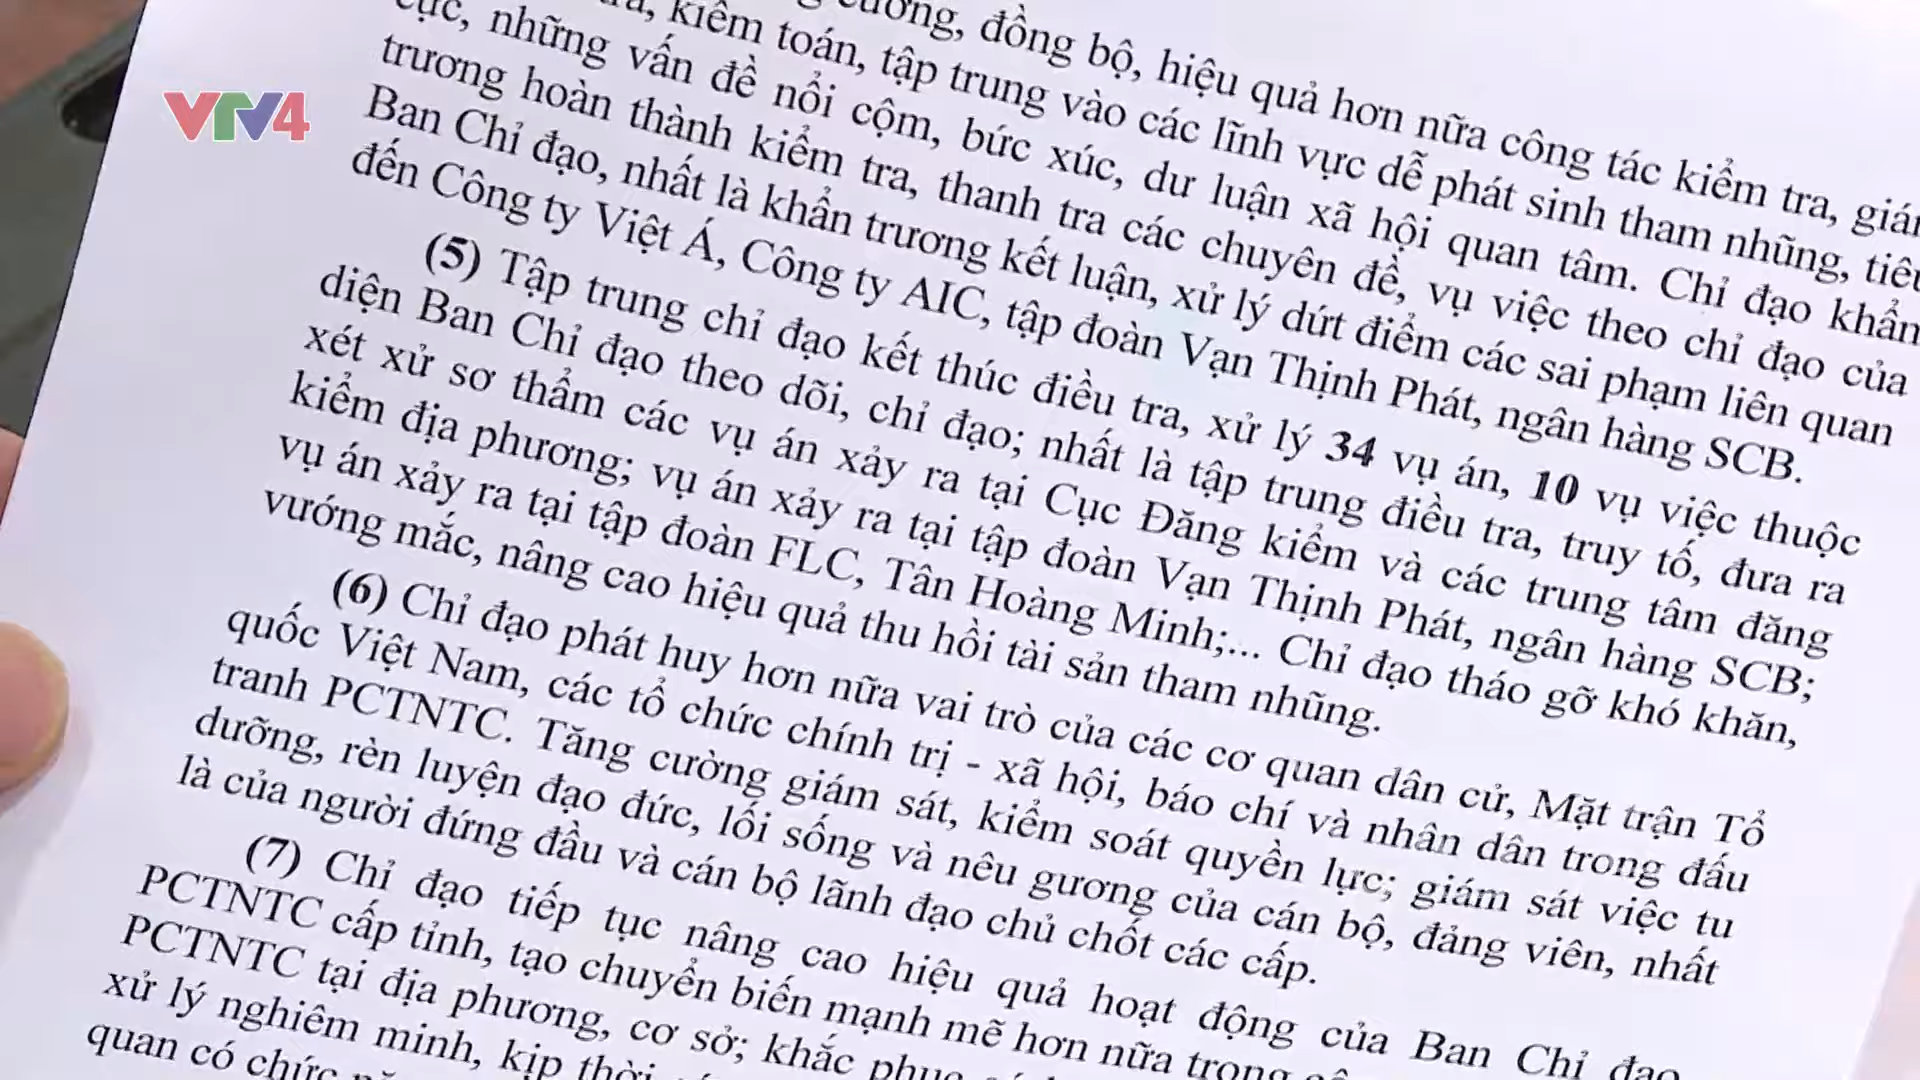 cường, đồng bộ, hiệu quả hơn nữa công tác kiểm tra, giám
kiểm toán, tập trung vào các lĩnh vực dễ phát sinh tham nhũng, tiêu
cực, những vấn đề nổi cộm, bức xúc, dư luận xã hội quan tâm. Chỉ đạo khẩn
trương hoàn thành kiểm tra, thanh tra các chuyên đề, vụ việc theo chỉ đạo của
Ban Chỉ đạo, nhất là khẩn trương kết luận, xử lý dứt điểm các sai phạm liên quan
đến Công ty Việt Á, Công ty AIC, tập đoàn Vạn Thịnh Phát, ngân hàng SCB.
(5) Tập trung chỉ đạo kết thúc điều tra, xử lý 34 vụ án, 10 vụ việc thuộc
diện Ban Chỉ đạo theo dõi, chỉ đạo; nhất là tập trung điều tra, truy tố, đưa ra
xét xử sơ thẩm các vụ án xảy ra tại Cục Đăng kiểm và các trung tâm đăng
kiểm địa phương; vụ án xảy ra tại tập đoàn Vạn Thịnh Phát, ngân hàng SCB;
vụ án xảy ra tại tập đoàn FLC, Tân Hoàng Minh;... Chỉ đạo tháo gỡ khó khăn,
vướng mắc, nâng cao hiệu quả thu hồi tài sản tham nhũng.
(6) Chỉ đạo phát huy hơn nữa vai trò của các cơ quan dân cử, Mặt trận Tổ
quốc Việt Nam, các tổ chức chính trị - xã hội, báo chí và nhân dân trong đấu
tranh PCTNTC. Tăng cường giám sát, kiểm soát quyền lực; giám sát việc tu
dưỡng, rèn luyện đạo đức, lối sống và nêu gương của cán bộ, đảng viên, nhất
là của người đứng đầu và cán bộ lãnh đạo chủ chốt các cấp.
(7) Chỉ đạo tiếp tục nâng cao hiệu quả hoạt động của Ban Chỉ đạo
PCTNTC cấp tỉnh, tạo chuyển biến mạnh mẽ hơn nữa trong
PCTNTC tại địa phương, cơ sở; khắc phục
xử lý nghiêm minh, kịp thời
quan có chức
VTV4